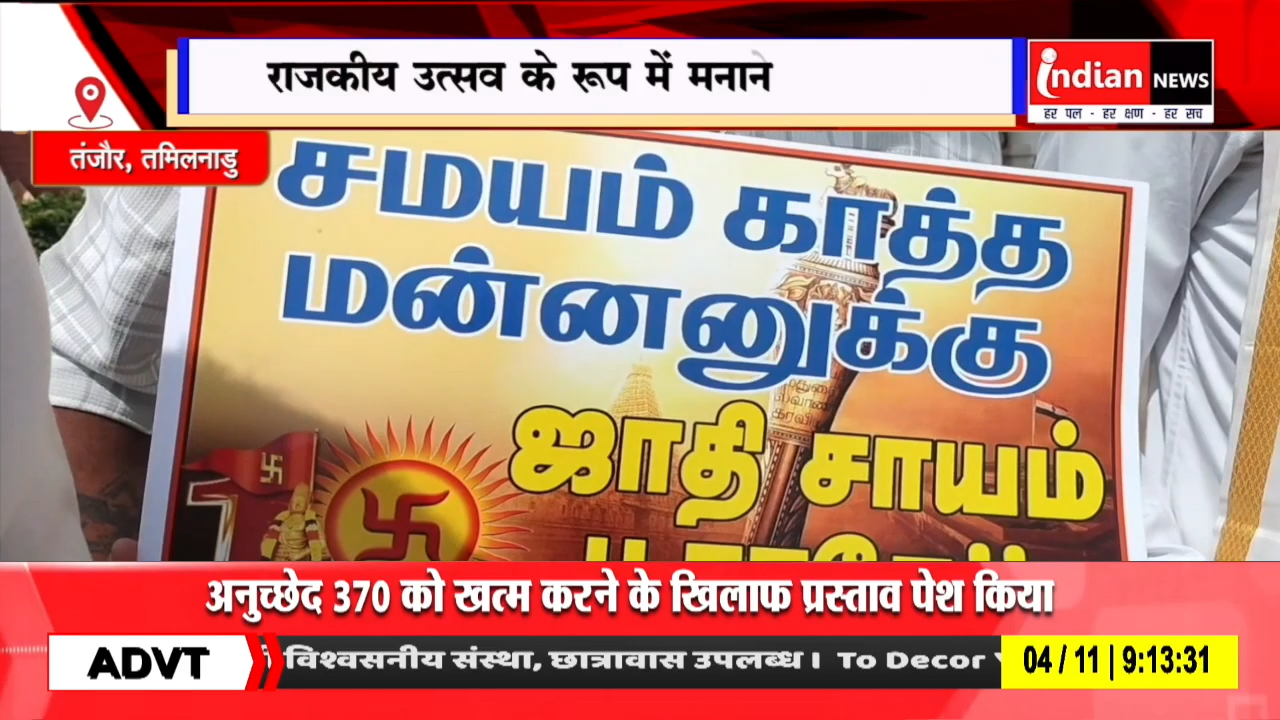 राजकीय उत्सव के रूप में मनाने
indian NEWS
हर पल - हर क्षण - हर सच
तंजौर, तमिलनाडु
சமயம் காத்த
மன்னனுக்கு
ஜாதி சாயம்
अनुच्छेद 370 को खत्म करने के खिलाफ प्रस्ताव पेश किया
ADVT
विश्वसनीय संस्था, छात्रावास उपलब्ध। To Decor
04 / 11 | 9:13:31